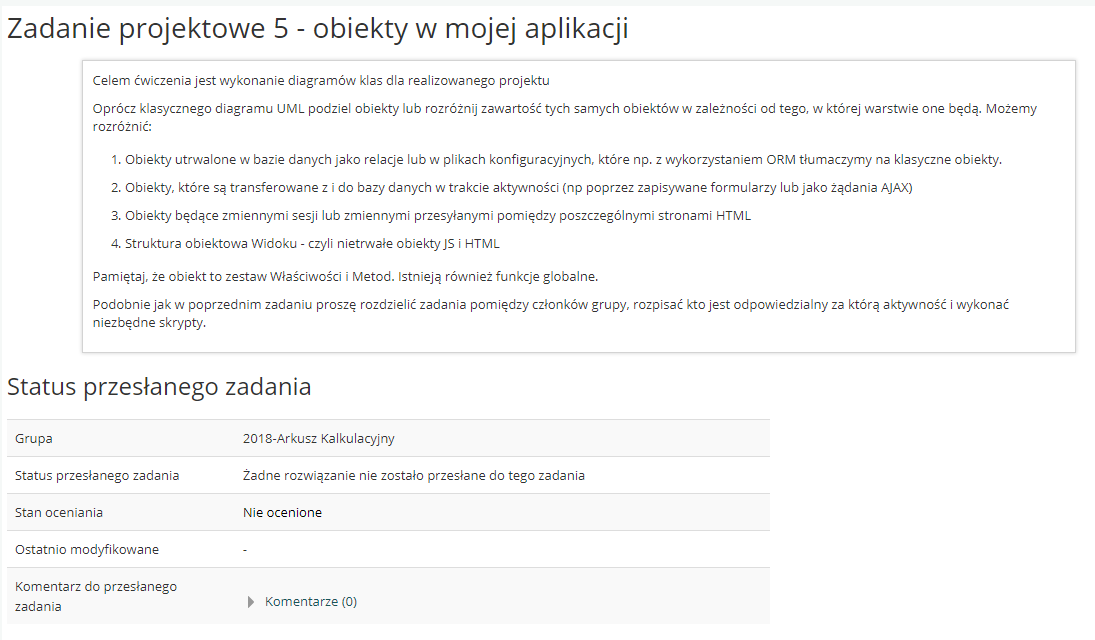 Zadanie projektowe 5 - obiekty w mojej aplikacji
Celem ćwiczenia jest wykonanie diagramów klas dla realizowanego projektu
Oprócz klasycznego diagramu UML podziel obiekty lub rozróżnij zawartość tych samych obiektów w zależności od tego, w której warstwie one będą. Możemy
rozróżnić:
1. Obiekty utrwalone w bazie danych jako relacje lub w plikach konfiguracyjnych, które np. z wykorzystaniem ORM tłumaczymy na klasyczne obiekty.
2. Obiekty, które są transferowane z i do bazy danych w trakcie aktywności (np poprzez zapisywane formularzy lub jako żądania AJAX)
3. Obiekty będące zmiennymi sesji lub zmiennymi przesyłanymi pomiędzy poszczególnymi stronami HTML
4. Struktura obiektowa Widoku - czyli nietrwałe obiekty JS i HTML
Pamiętaj, że obiekt to zestaw Właściwości i Metod. Istnieją również funkcje globalne.
Podobnie jak w poprzednim zadaniu proszę rozdzielić zadania pomiędzy członków grupy, rozpisać kto jest odpowiedzialny za którą aktywność i wykonać
niezbędne skrypty.
Status przesłanego zadania
Grupa 2018-Arkusz Kalkulacyjny
Status przesłanego zadania Żadne rozwiązanie nie zostało przesłane do tego zadania
Stan oceniania Nie ocenione
Ostatnio modyfikowane -
Komentarz do przesłanego
zadania
Komentarze (0)